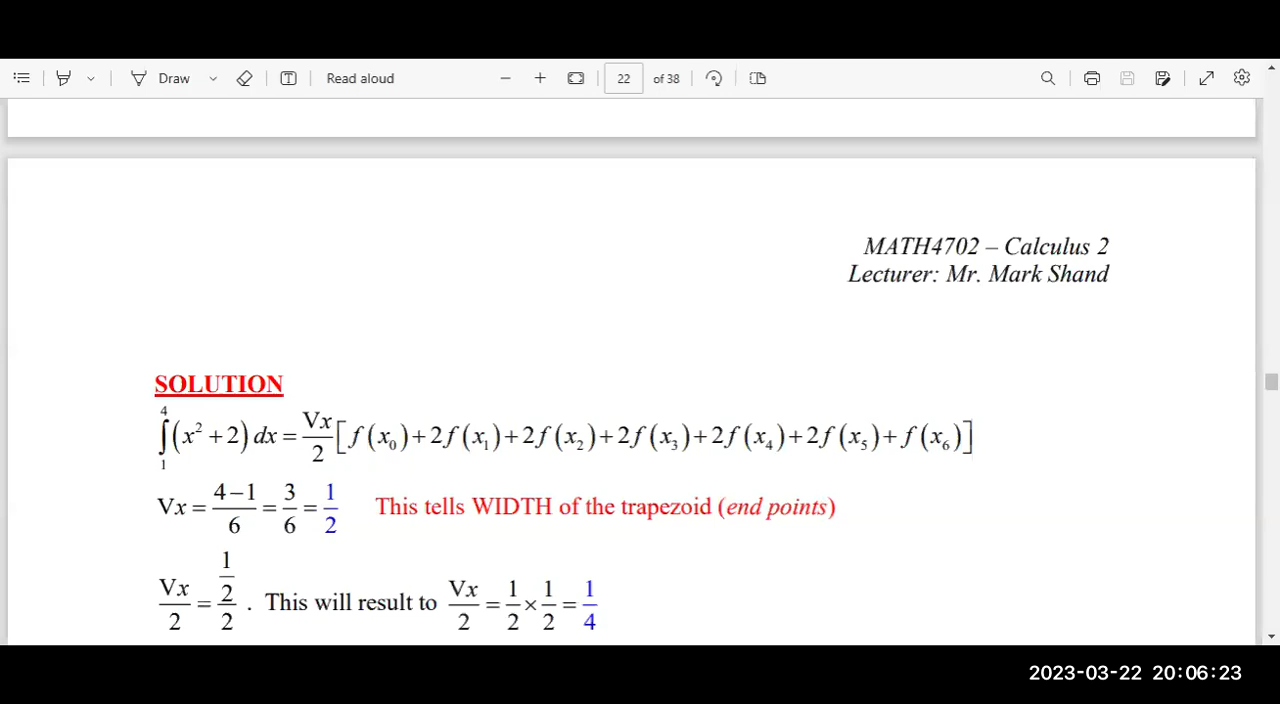 Draw Read aloud 22 of 38
MATH4702 – Calculus 2
Lecturer: Mr. Mark Shand
SOLUTION
∫₁⁴(x² + 2) dx = Vx/2 [f(x₀) + 2f(x₁) + 2f(x₂) + 2f(x₃) + 2f(x₄) + 2f(x₅) + f(x₆)]
Vx = (4 – 1)/6 = 3/6 = 1/2 This tells WIDTH of the trapezoid (end points)
Vx/2 = (1/2)/2 . This will result to Vx/2 = 1/2 × 1/2 = 1/4
2023-03-22 20:06:23